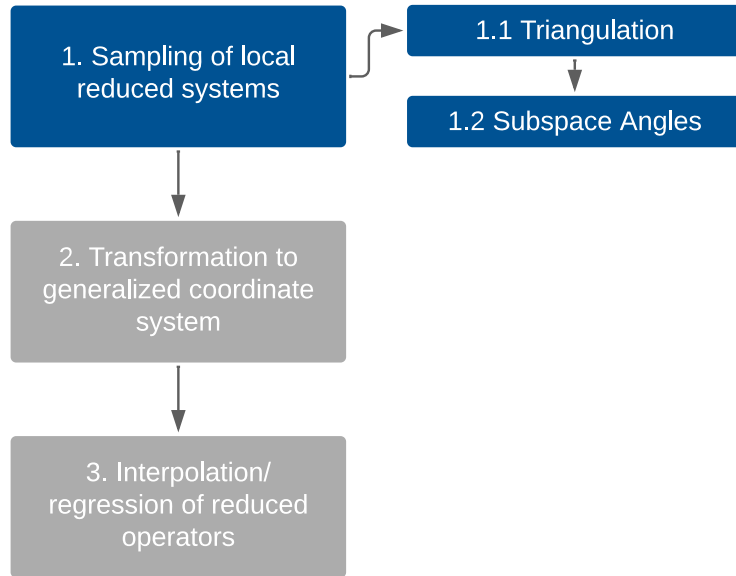 1. Sampling of local
reduced systems
1.1 Triangulation
1.2 Subspace Angles
2. Transformation to
generalized coordinate
system
3. Interpolation/
regression of reduced
operators